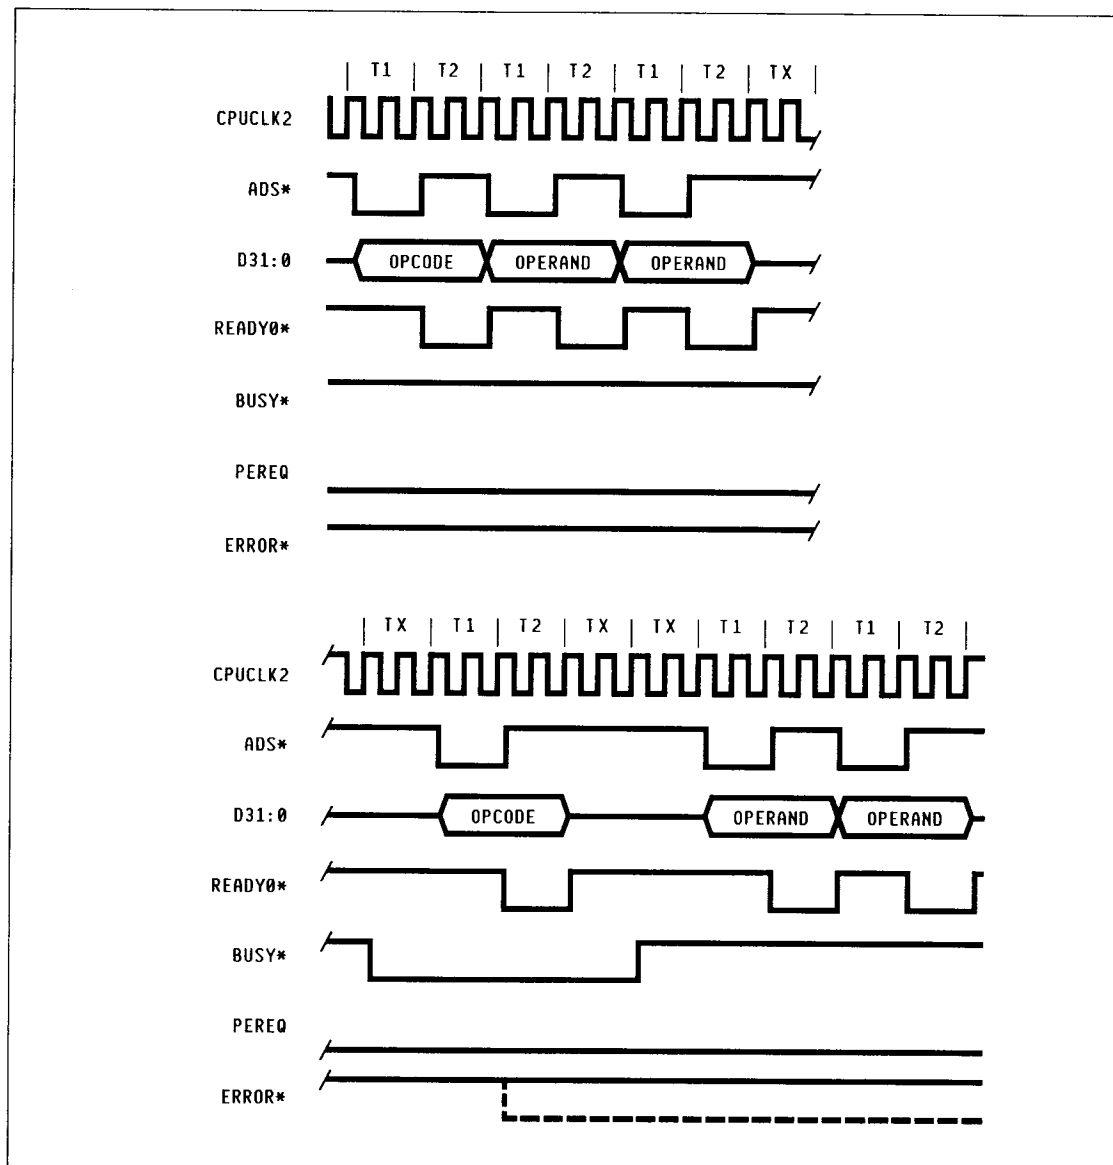 T1 T2 T1 T2 T1 T2 TX
CPUCLK2
ADS*
D31:0 OPCODE OPERAND OPERAND
READY0*
BUSY*
PEREQ
ERROR*
TX T1 T2 TX TX T1 T2 T1 T2
CPUCLK2
ADS*
D31:0 OPCODE OPERAND OPERAND
READY0*
BUSY*
PEREQ
ERROR*